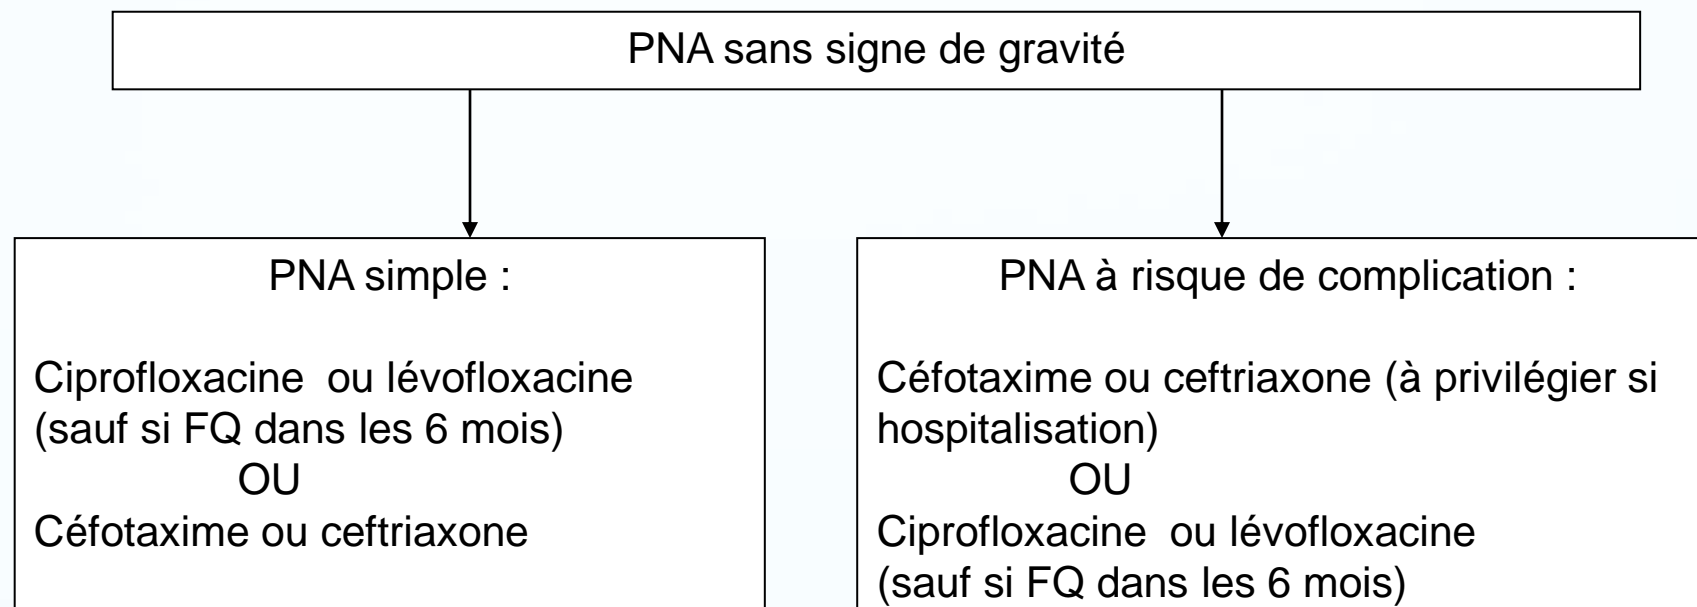 PNA sans signe de gravité
PNA simple :
Ciprofloxacine ou lévofloxacine
(sauf si FQ dans les 6 mois)
OU
Céfotaxime ou ceftriaxone
PNA à risque de complication :
Céfotaxime ou ceftriaxone (à privilégier si
hospitalisation)
OU
Ciprofloxacine ou lévofloxacine
(sauf si FQ dans les 6 mois)